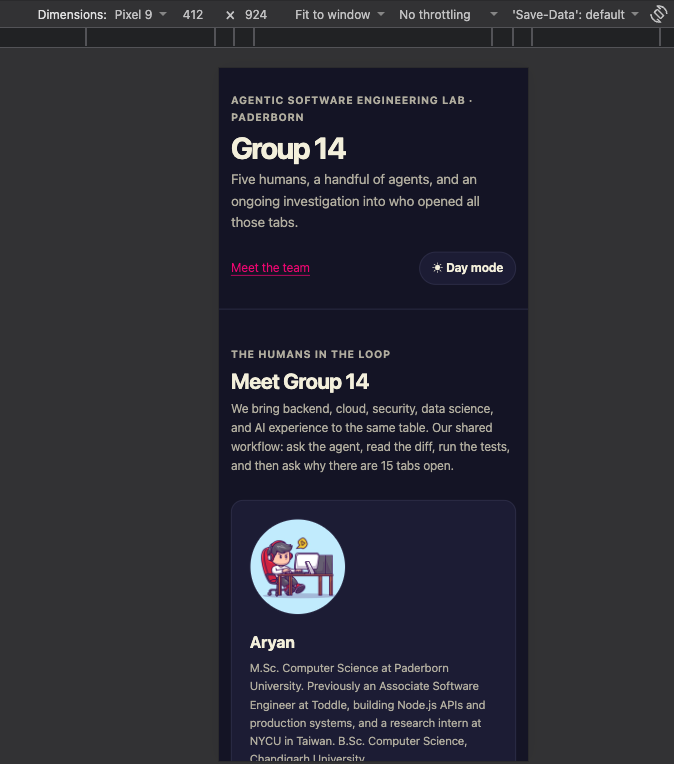 Dimensions: Pixel 9 412 x 924 Fit to window No throttling 'Save-Data': default
AGENTIC SOFTWARE ENGINEERING LAB ·
PADERBORN
Group 14
Five humans, a handful of agents, and an
ongoing investigation into who opened all
those tabs.
Meet the team
☀ Day mode
THE HUMANS IN THE LOOP
Meet Group 14
We bring backend, cloud, security, data science,
and AI experience to the same table. Our shared
workflow: ask the agent, read the diff, run the tests,
and then ask why there are 15 tabs open.
Aryan
M.Sc. Computer Science at Paderborn
University. Previously an Associate Software
Engineer at Toddle, building Node.js APIs and
production systems, and a research intern at
NYCU in Taiwan. B.Sc. Computer Science,
Chandigarh University.